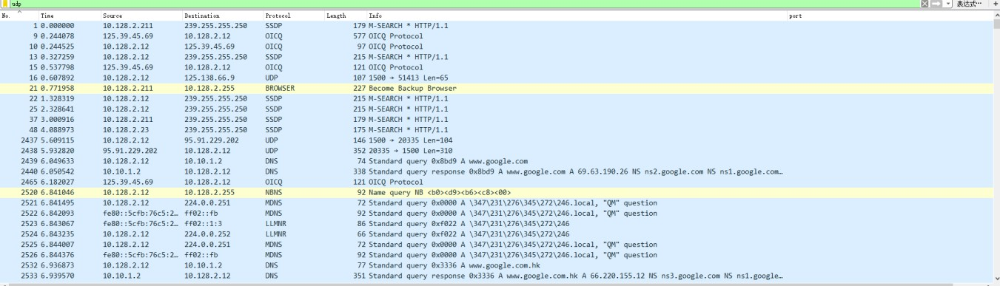 udp 表达式… +
No. Time Source Destination Protocol Length Info port
1 0.000000 10.128.2.211 239.255.255.250 SSDP 179 M-SEARCH * HTTP/1.1
9 0.244078 125.39.45.69 10.128.2.12 OICQ 577 OICQ Protocol
10 0.244525 10.128.2.12 125.39.45.69 OICQ 97 OICQ Protocol
13 0.327259 10.128.2.12 239.255.255.250 SSDP 215 M-SEARCH * HTTP/1.1
15 0.537798 125.39.45.69 10.128.2.12 OICQ 121 OICQ Protocol
16 0.607892 10.128.2.12 125.138.66.9 UDP 107 1500 → 51413 Len=65
21 0.771958 10.128.2.211 10.128.2.255 BROWSER 227 Become Backup Browser
22 1.328319 10.128.2.12 239.255.255.250 SSDP 215 M-SEARCH * HTTP/1.1
25 2.328641 10.128.2.12 239.255.255.250 SSDP 215 M-SEARCH * HTTP/1.1
37 3.000916 10.128.2.211 239.255.255.250 SSDP 179 M-SEARCH * HTTP/1.1
48 4.088973 10.128.2.23 239.255.255.250 SSDP 175 M-SEARCH * HTTP/1.1
2437 5.609115 10.128.2.12 95.91.229.202 UDP 146 1500 → 20335 Len=104
2438 5.932820 95.91.229.202 10.128.2.12 UDP 352 20335 → 1500 Len=310
2439 6.049633 10.128.2.12 10.10.1.2 DNS 74 Standard query 0x8bd9 A www.google.com
2440 6.050542 10.10.1.2 10.128.2.12 DNS 338 Standard query response 0x8bd9 A www.google.com A 69.63.190.26 NS ns2.google.com NS ns1.google.com…
2465 6.182027 125.39.45.69 10.128.2.12 OICQ 121 OICQ Protocol
2520 6.841046 10.128.2.12 10.128.2.255 NBNS 92 Name query NB <b0><d9><b6><c8><00>
2521 6.841495 10.128.2.12 224.0.0.251 MDNS 72 Standard query 0x0000 A \347\231\276\345\272\246.local, "QM" question
2522 6.842093 fe80::5cfb:76c5:2… ff02::fb MDNS 92 Standard query 0x0000 A \347\231\276\345\272\246.local, "QM" question
2523 6.843067 fe80::5cfb:76c5:2… ff02::1:3 LLMNR 86 Standard query 0xf022 A \347\231\276\345\272\246
2524 6.843235 10.128.2.12 224.0.0.252 LLMNR 66 Standard query 0xf022 A \347\231\276\345\272\246
2525 6.844007 10.128.2.12 224.0.0.251 MDNS 72 Standard query 0x0000 A \347\231\276\345\272\246.local, "QM" question
2526 6.844376 fe80::5cfb:76c5:2… ff02::fb MDNS 92 Standard query 0x0000 A \347\231\276\345\272\246.local, "QM" question
2532 6.936873 10.128.2.12 10.10.1.2 DNS 77 Standard query 0x3336 A www.google.com.hk
2533 6.939570 10.10.1.2 10.128.2.12 DNS 351 Standard query response 0x3336 A www.google.com.hk A 66.220.155.12 NS ns3.google.com NS ns1.google…